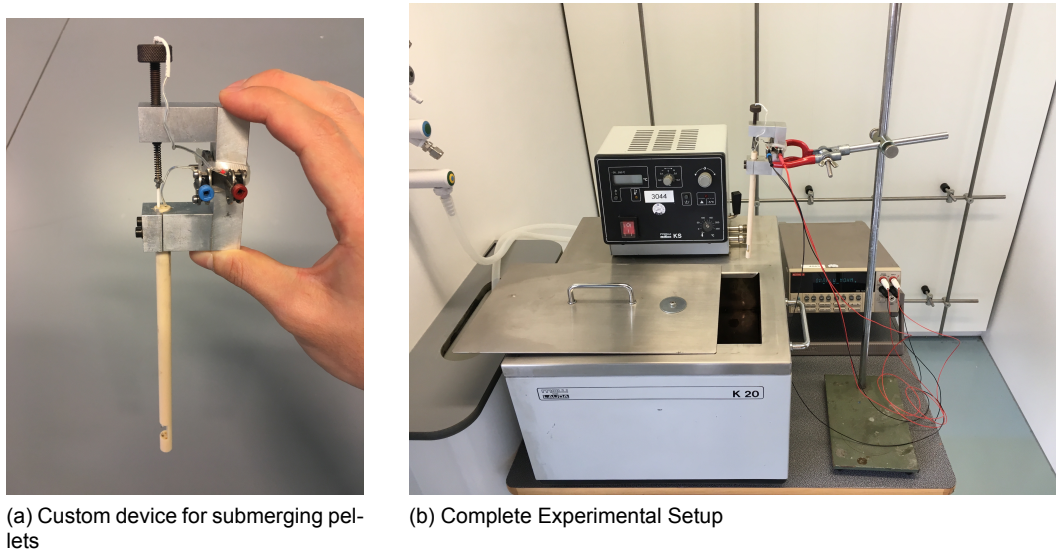 3044
KS
LAUDA
K 20
(a) Custom device for submerging pel-
lets
(b) Complete Experimental Setup